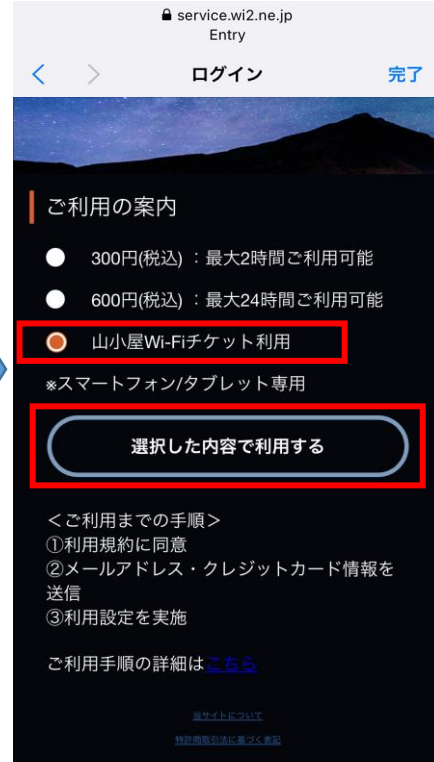 service.wi2.ne.jp
Entry
ログイン
完了
ご利用の案内
300円(税込)：最大2時間ご利用可能
600円(税込)：最大24時間ご利用可能
山小屋Wi-Fiチケット利用
※スマートフォン/タブレット専用
選択した内容で利用する
＜ご利用までの手順＞
①利用規約に同意
②メールアドレス・クレジットカード情報を
送信
③利用設定を実施
ご利用手順の詳細はこちら
当サイトについて
特許商取引法に基づく表記